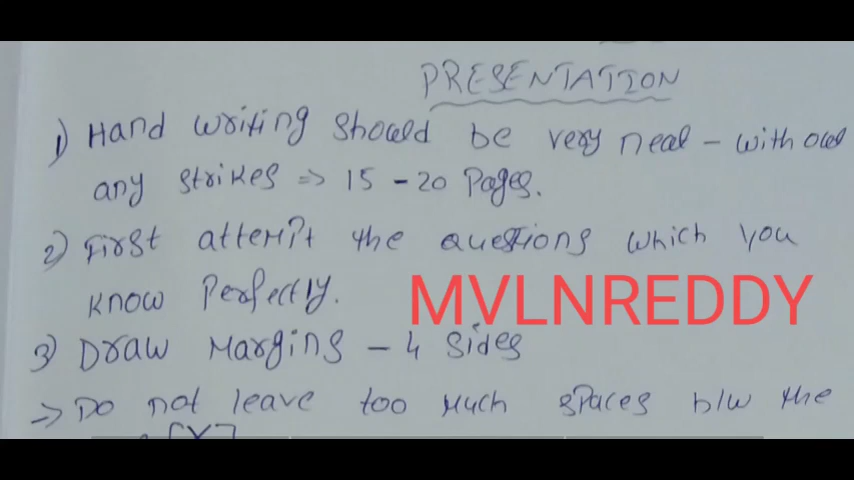 PRESENTATION
1) Hand writing should be very neat - without
any strikes => 15 - 20 Pages.
2) First attempt the questions which you
know Perfectly.
MVLNREDDY
3) Draw Margins - 4 sides
=> Do not leave too Much spaces b/w the